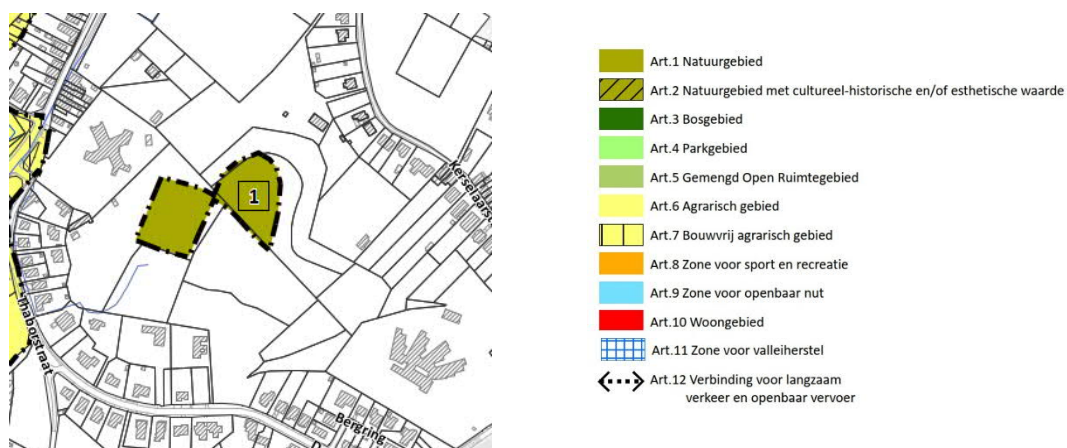 1
Kerselaarst
Thaborstraat
Bergring
Art.1 Natuurgebied
Art.2 Natuurgebied met cultureel-historische en/of esthetische waarde
Art.3 Bosgebied
Art.4 Parkgebied
Art.5 Gemengd Open Ruimtegebied
Art.6 Agrarisch gebied
Art.7 Bouwvrij agrarisch gebied
Art.8 Zone voor sport en recreatie
Art.9 Zone voor openbaar nut
Art.10 Woongebied
Art.11 Zone voor valleiherstel
Art.12 Verbinding voor langzaam
verkeer en openbaar vervoer